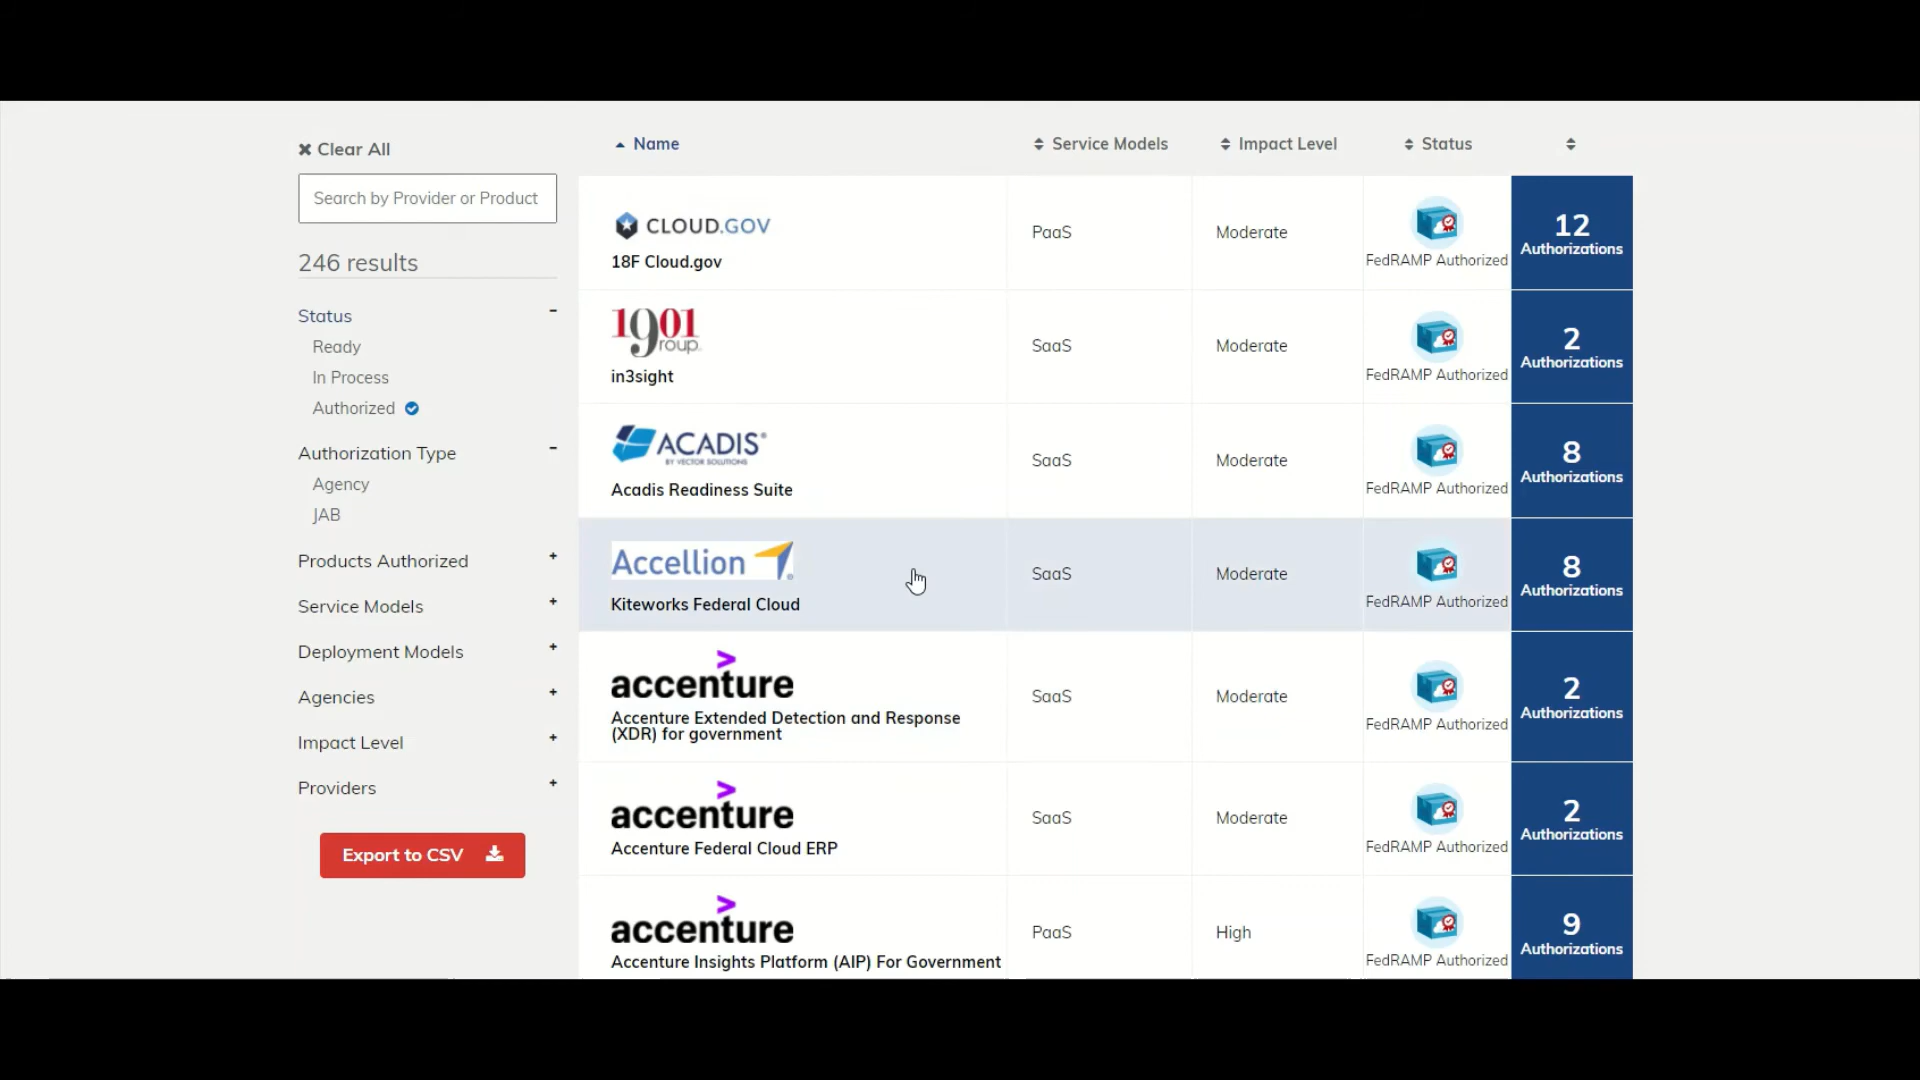 Clear All
Search by Provider or Product
246 results
Status
Ready
In Process
Authorized
Authorization Type
Agency
JAB
Products Authorized
Service Models
Deployment Models
Agencies
Impact Level
Providers
Export to CSV
Name Service Models Impact Level Status
CLOUD.GOV
18F Cloud.gov
PaaS
Moderate
FedRAMP Authorized
12
Authorizations
1901
Group
in3sight
SaaS
Moderate
FedRAMP Authorized
2
Authorizations
ACADIS®
BY VECTOR SOLUTIONS
Acadis Readiness Suite
SaaS
Moderate
FedRAMP Authorized
8
Authorizations
Accellion
Kiteworks Federal Cloud
SaaS
Moderate
FedRAMP Authorized
8
Authorizations
accenture
Accenture Extended Detection and Response
(XDR) for government
SaaS
Moderate
FedRAMP Authorized
2
Authorizations
accenture
Accenture Federal Cloud ERP
SaaS
Moderate
FedRAMP Authorized
2
Authorizations
accenture
Accenture Insights Platform (AIP) For Government
PaaS
High
FedRAMP Authorized
9
Authorizations